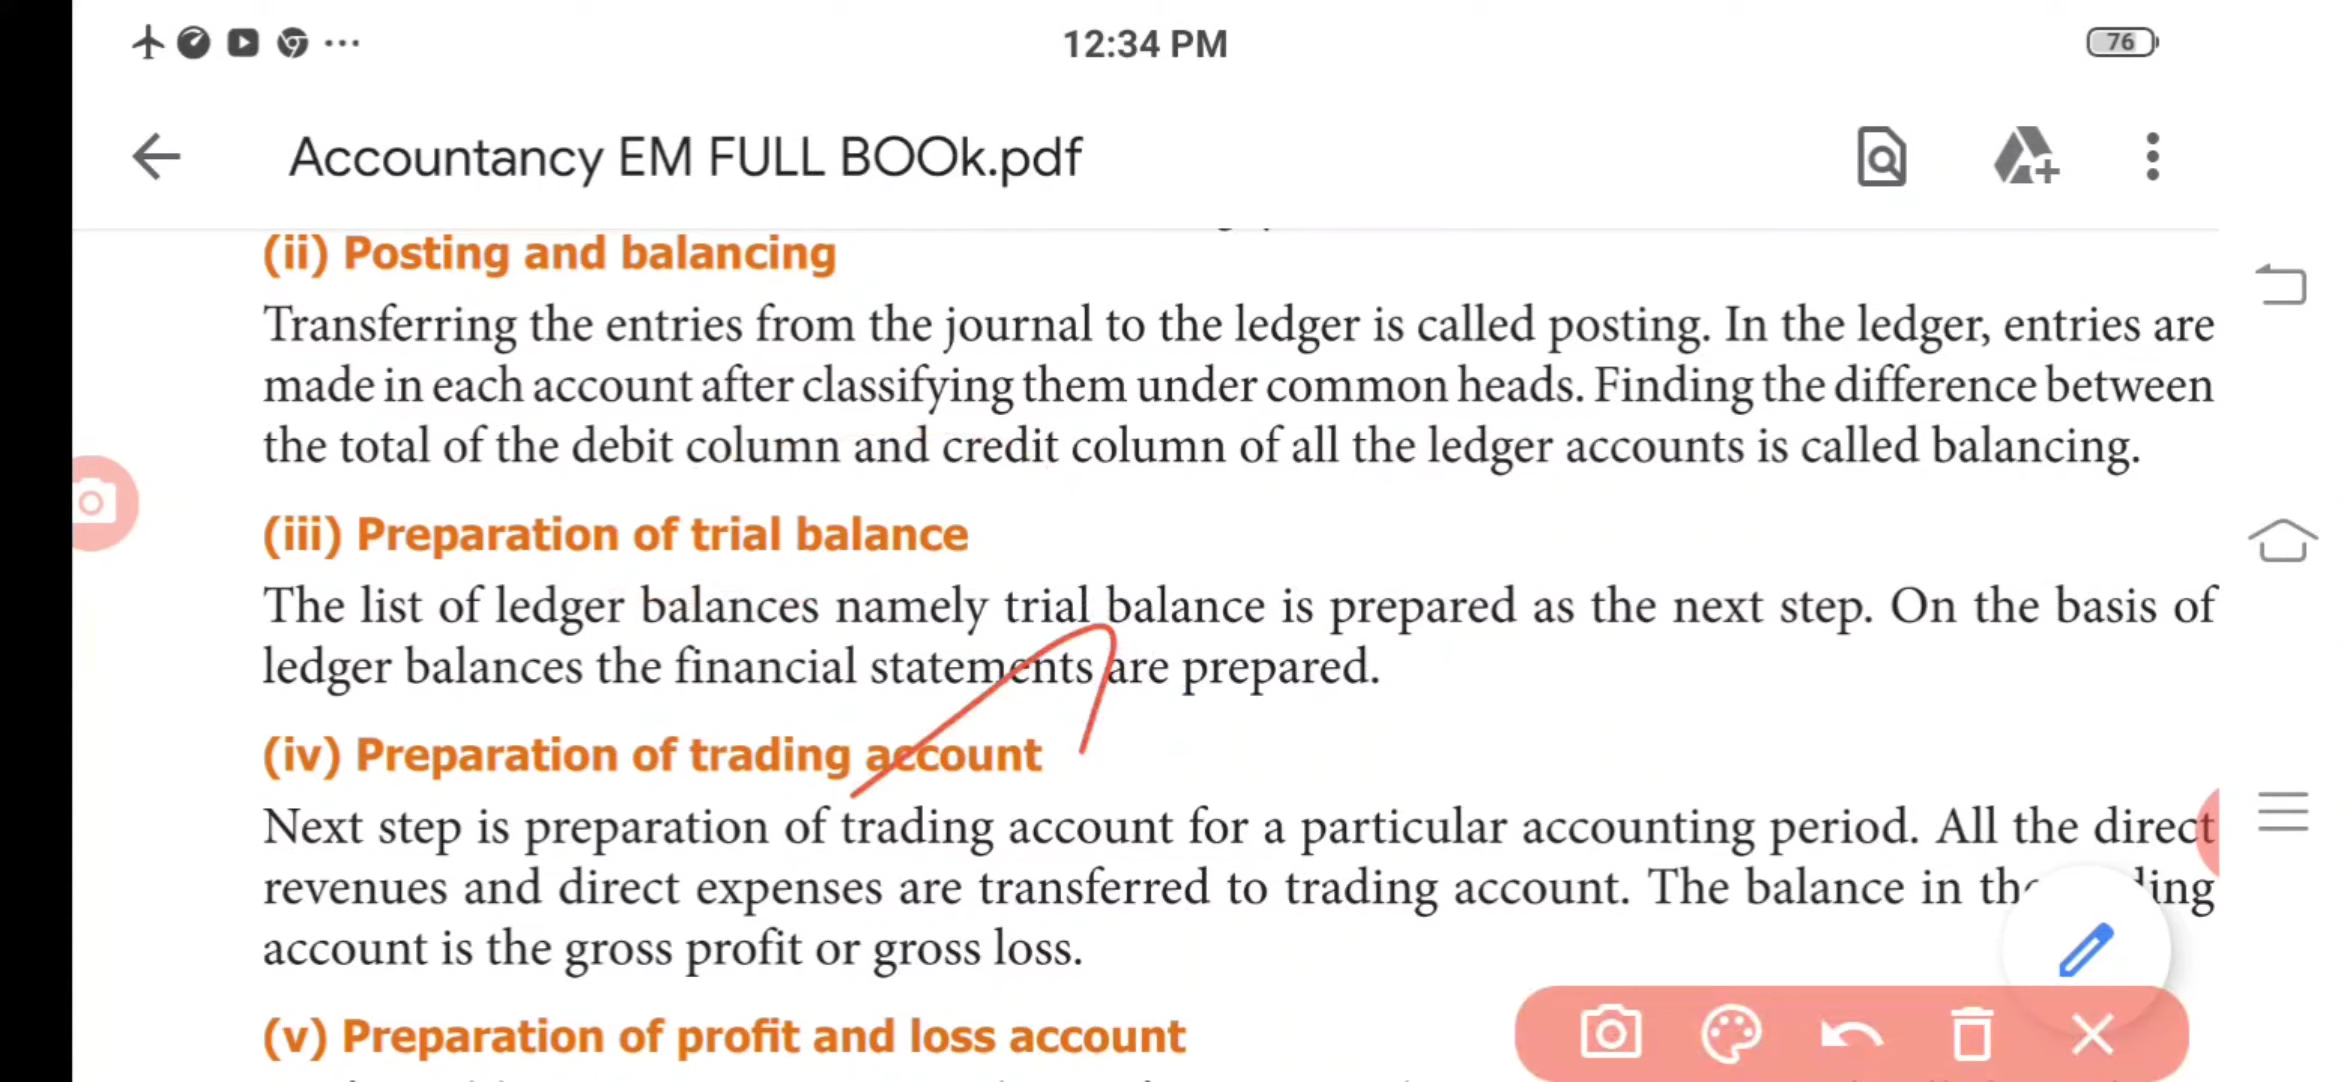 12:34 PM
76
Accountancy EM FULL BOOk.pdf
(ii) Posting and balancing
Transferring the entries from the journal to the ledger is called posting. In the ledger, entries are
made in each account after classifying them under common heads. Finding the difference between
the total of the debit column and credit column of all the ledger accounts is called balancing.
(iii) Preparation of trial balance
The list of ledger balances namely trial balance is prepared as the next step. On the basis of
ledger balances the financial statements are prepared.
(iv) Preparation of trading account
Next step is preparation of trading account for a particular accounting period. All the direct
revenues and direct expenses are transferred to trading account. The balance in
account is the gross profit or gross loss.
(v) Preparation of profit and loss account